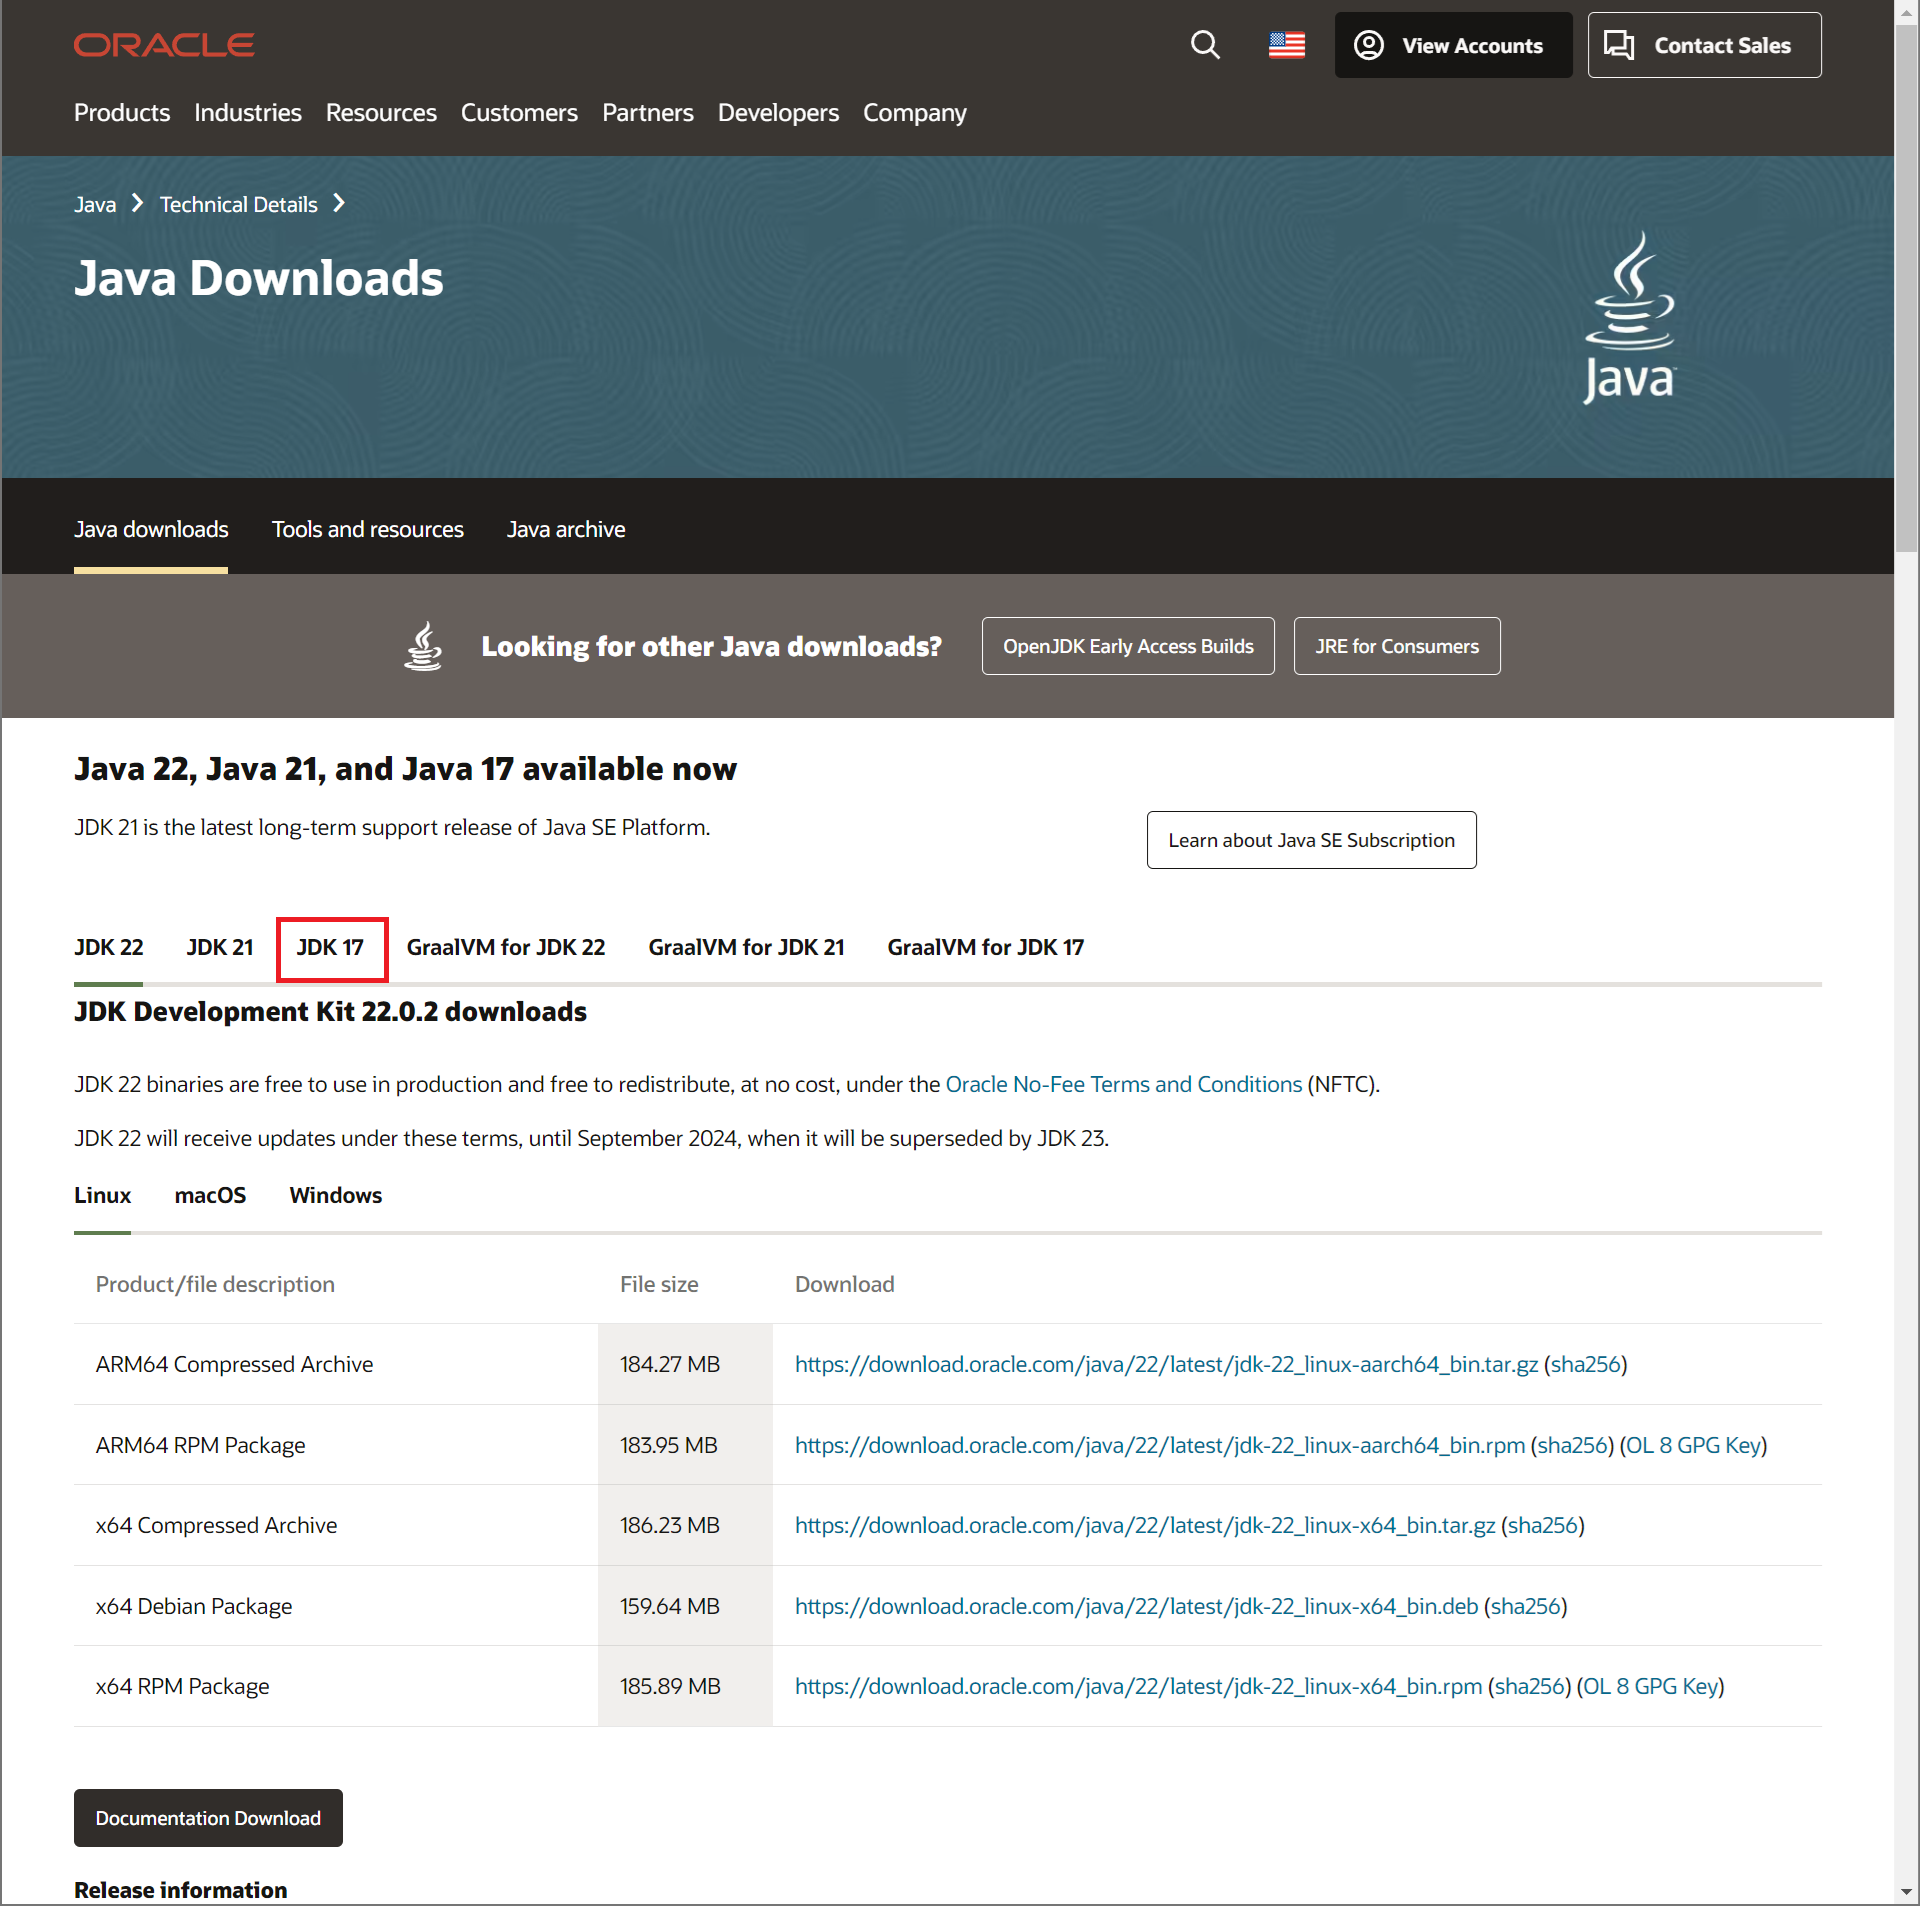 ORACLE
View Accounts
Contact Sales
Products Industries Resources Customers Partners Developers Company
Java Technical Details
Java Downloads
Java
Java downloads Tools and resources Java archive
Looking for other Java downloads? OpenJDK Early Access Builds JRE for Consumers
Java 22, Java 21, and Java 17 available now
JDK 21 is the latest long-term support release of Java SE Platform.
Learn about Java SE Subscription
JDK 22 JDK 21 JDK 17 GraalVM for JDK 22 GraalVM for JDK 21 GraalVM for JDK 17
JDK Development Kit 22.0.2 downloads
JDK 22 binaries are free to use in production and free to redistribute, at no cost, under the Oracle No-Fee Terms and Conditions (NFTC).
JDK 22 will receive updates under these terms, until September 2024, when it will be superseded by JDK 23.
Linux macOS Windows
Product/file description File size Download
ARM64 Compressed Archive 184.27 MB https://download.oracle.com/java/22/latest/jdk-22_linux-aarch64_bin.tar.gz (sha256)
ARM64 RPM Package 183.95 MB https://download.oracle.com/java/22/latest/jdk-22_linux-aarch64_bin.rpm (sha256) (OL 8 GPG Key)
x64 Compressed Archive 186.23 MB https://download.oracle.com/java/22/latest/jdk-22_linux-x64_bin.tar.gz (sha256)
x64 Debian Package 159.64 MB https://download.oracle.com/java/22/latest/jdk-22_linux-x64_bin.deb (sha256)
x64 RPM Package 185.89 MB https://download.oracle.com/java/22/latest/jdk-22_linux-x64_bin.rpm (sha256) (OL 8 GPG Key)
Documentation Download
Release information